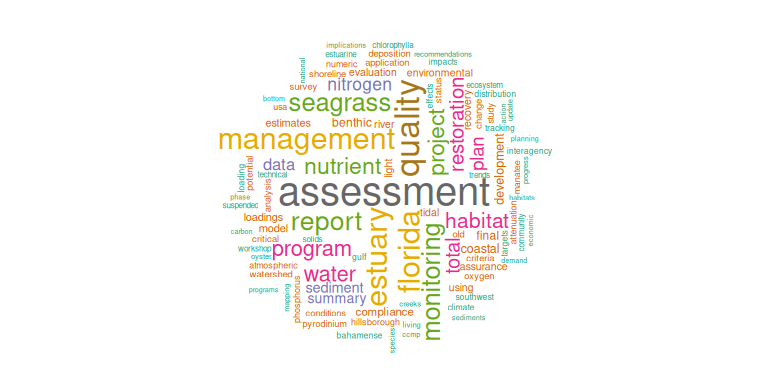 implications
chlorophylla
estuarine
deposition
recommendations
national
numeric
application
impacts
shoreline
evaluation
environmental
survey
nitrogen
effects
status
restoration
recovery
ecosystem
distribution
bottom
seagrass
quality
project
change
study
action
update
usa
estimates
benthic
river
tracking
management
plan
planning
interagency
data
nutrient
light
development
manatee
progress
loading
potential
technical
trends
analysis
assessment
habitats
phase
suspended
carbon
loadings
report
estuary
florida
tidal
habitat
attenuation
community
economic
model
monitoring
total
old
final
targets
critical
solids
workshop
program
gulf
coastal
oyster
criteria
demand
atmospheric
water
assurance
watershed
oxygen
programs
mapping
phosphorus
sediment
using
summary
southwest
creeks
climate
conditions
compliance
pyrodinium
hillsborough
living
sediments
bahamense
species
ccmp